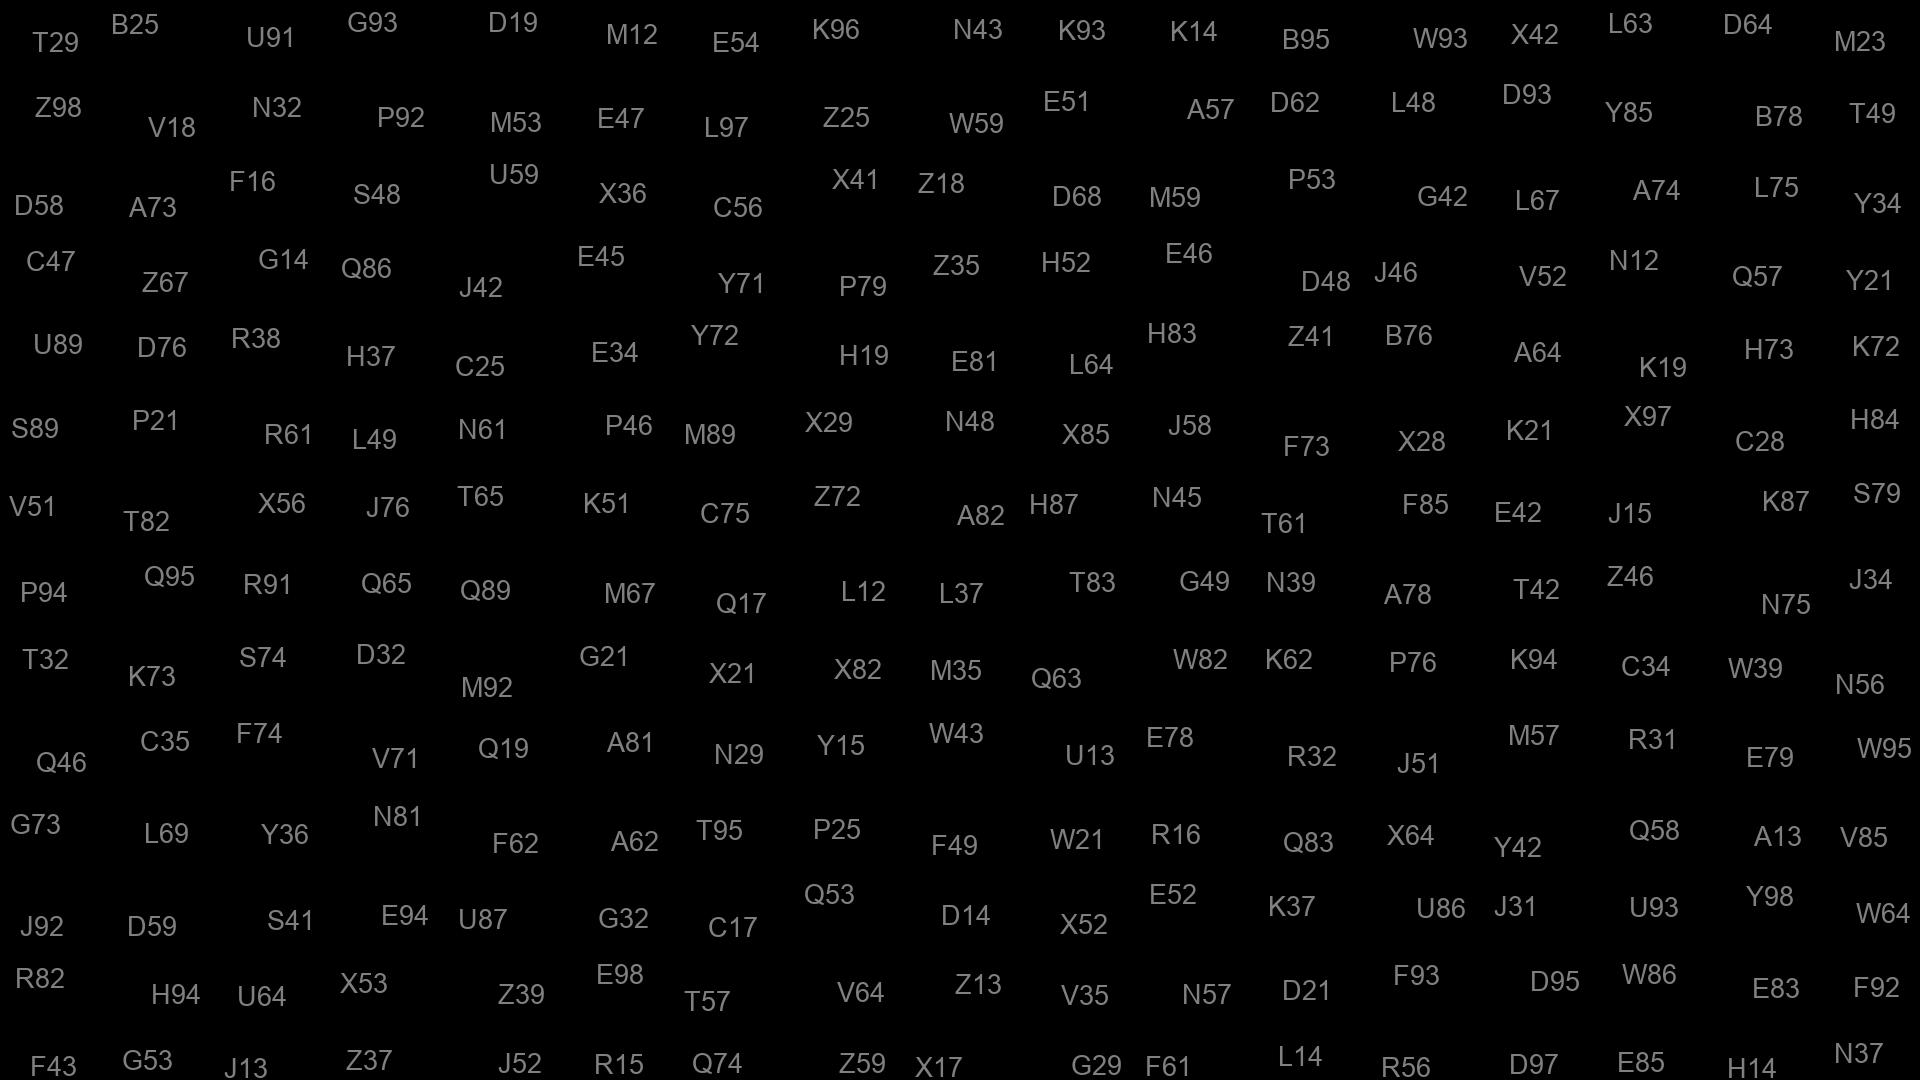 T29 B25 U91 G93 D19 M12 E54 K96 N43 K93 K14 B95 W93 X42 L63 D64 M23
Z98 V18 N32 P92 M53 E47 L97 Z25 W59 E51 A57 D62 L48 D93 Y85 B78 T49
D58 A73 F16 S48 U59 X36 C56 X41 Z18 D68 M59 P53 G42 L67 A74 L75 Y34
C47 Z67 G14 Q86 J42 E45 Y71 P79 Z35 H52 E46 D48 J46 V52 N12 Q57 Y21
U89 D76 R38 H37 C25 E34 Y72 H19 E81 L64 H83 Z41 B76 A64 K19 H73 K72
S89 P21 R61 L49 N61 P46 M89 X29 N48 X85 J58 F73 X28 K21 X97 C28 H84
V51 T82 X56 J76 T65 K51 C75 Z72 A82 H87 N45 T61 F85 E42 J15 K87 S79
P94 Q95 R91 Q65 Q89 M67 Q17 L12 L37 T83 G49 N39 A78 T42 Z46 N75 J34
T32 K73 S74 D32 M92 G21 X21 X82 M35 Q63 W82 K62 P76 K94 C34 W39 N56
Q46 C35 F74 V71 Q19 A81 N29 Y15 W43 U13 E78 R32 J51 M57 R31 E79 W95
G73 L69 Y36 N81 F62 A62 T95 P25 F49 W21 R16 Q83 X64 Y42 Q58 A13 V85
J92 D59 S41 E94 U87 G32 C17 Q53 D14 X52 E52 K37 U86 J31 U93 Y98 W64
R82 H94 U64 X53 Z39 E98 T57 V64 Z13 V35 N57 D21 F93 D95 W86 E83 F92
F43 G53 J13 Z37 J52 R15 Q74 Z59 X17 G29 F61 L14 R56 D97 E85 H14 N37